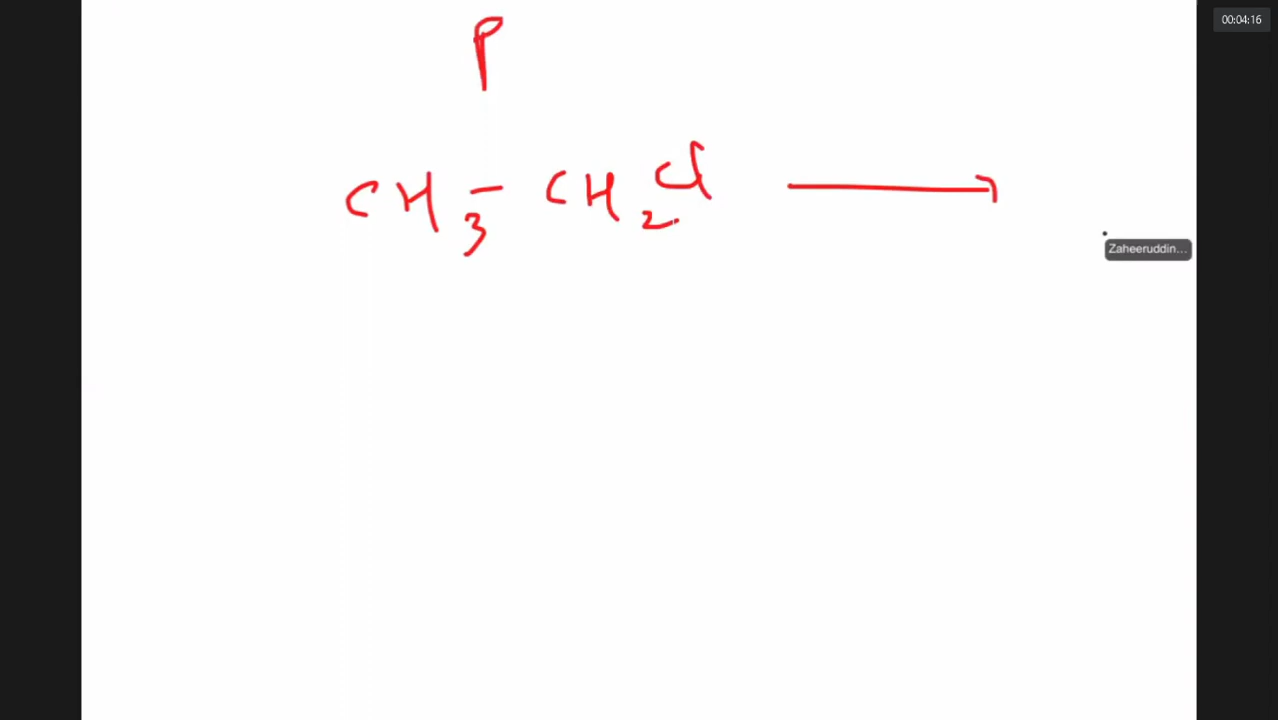 00:04:16
P
CH3 - CH2Cl →
Zaheeruddin...